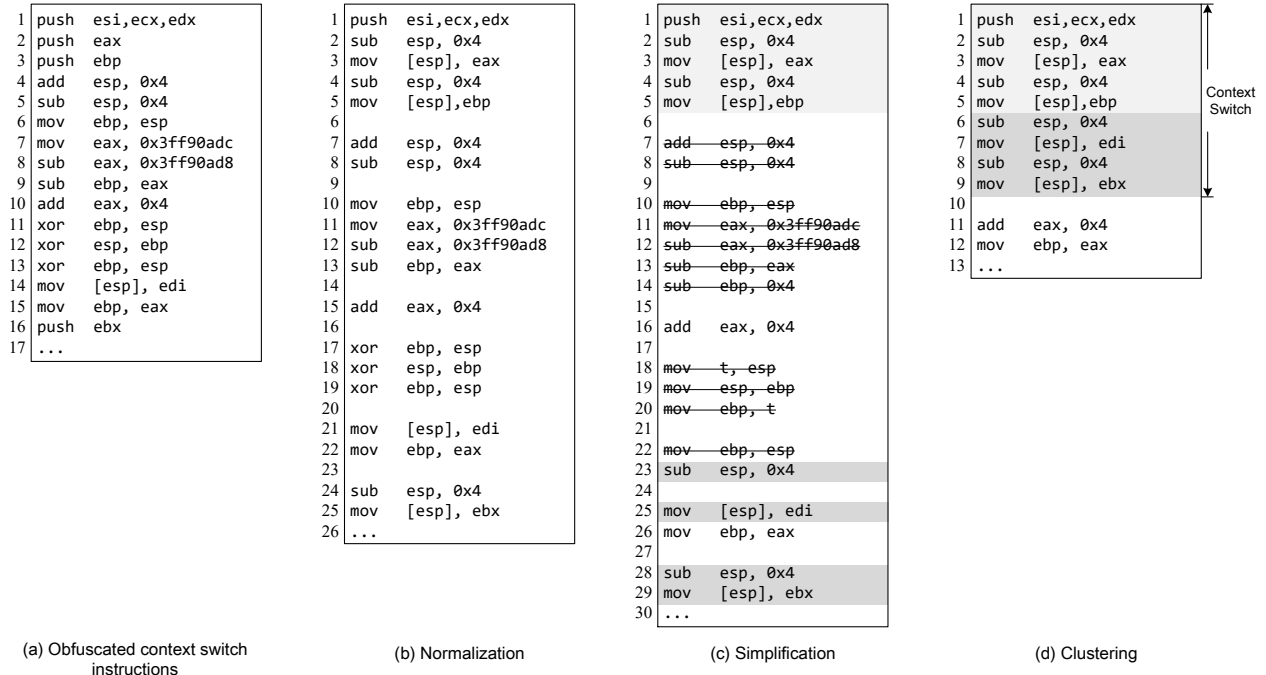 1 push esi,ecx,edx
2 push eax
3 push ebp
4 add esp, 0x4
5 sub esp, 0x4
6 mov ebp, esp
7 mov eax, 0x3ff90adc
8 sub eax, 0x3ff90ad8
9 sub ebp, eax
10 add eax, 0x4
11 xor ebp, esp
12 xor esp, ebp
13 xor ebp, esp
14 mov [esp], edi
15 mov ebp, eax
16 push ebx
17 ...
(a) Obfuscated context switch
instructions
1 push esi,ecx,edx
2 sub esp, 0x4
3 mov [esp], eax
4 sub esp, 0x4
5 mov [esp],ebp
6
7 add esp, 0x4
8 sub esp, 0x4
9
10 mov ebp, esp
11 mov eax, 0x3ff90adc
12 sub eax, 0x3ff90ad8
13 sub ebp, eax
14
15 add eax, 0x4
16
17 xor ebp, esp
18 xor esp, ebp
19 xor ebp, esp
20
21 mov [esp], edi
22 mov ebp, eax
23
24 sub esp, 0x4
25 mov [esp], ebx
26 ...
(b) Normalization
1 push esi,ecx,edx
2 sub esp, 0x4
3 mov [esp], eax
4 sub esp, 0x4
5 mov [esp],ebp
6
7 add esp, 0x4
8 sub esp, 0x4
9
10 mov ebp, esp
11 mov eax, 0x3ff90adc
12 sub eax, 0x3ff90ad8
13 sub ebp, eax
14 sub ebp, 0x4
15
16 add eax, 0x4
17
18 mov t, esp
19 mov esp, ebp
20 mov ebp, t
21
22 mov ebp, esp
23 sub esp, 0x4
24
25 mov [esp], edi
26 mov ebp, eax
27
28 sub esp, 0x4
29 mov [esp], ebx
30 ...
(c) Simplification
1 push esi,ecx,edx
2 sub esp, 0x4
3 mov [esp], eax
4 sub esp, 0x4
5 mov [esp],ebp
6 sub esp, 0x4
7 mov [esp], edi
8 sub esp, 0x4
9 mov [esp], ebx
10
11 add eax, 0x4
12 mov ebp, eax
13 ...
Context
Switch
(d) Clustering